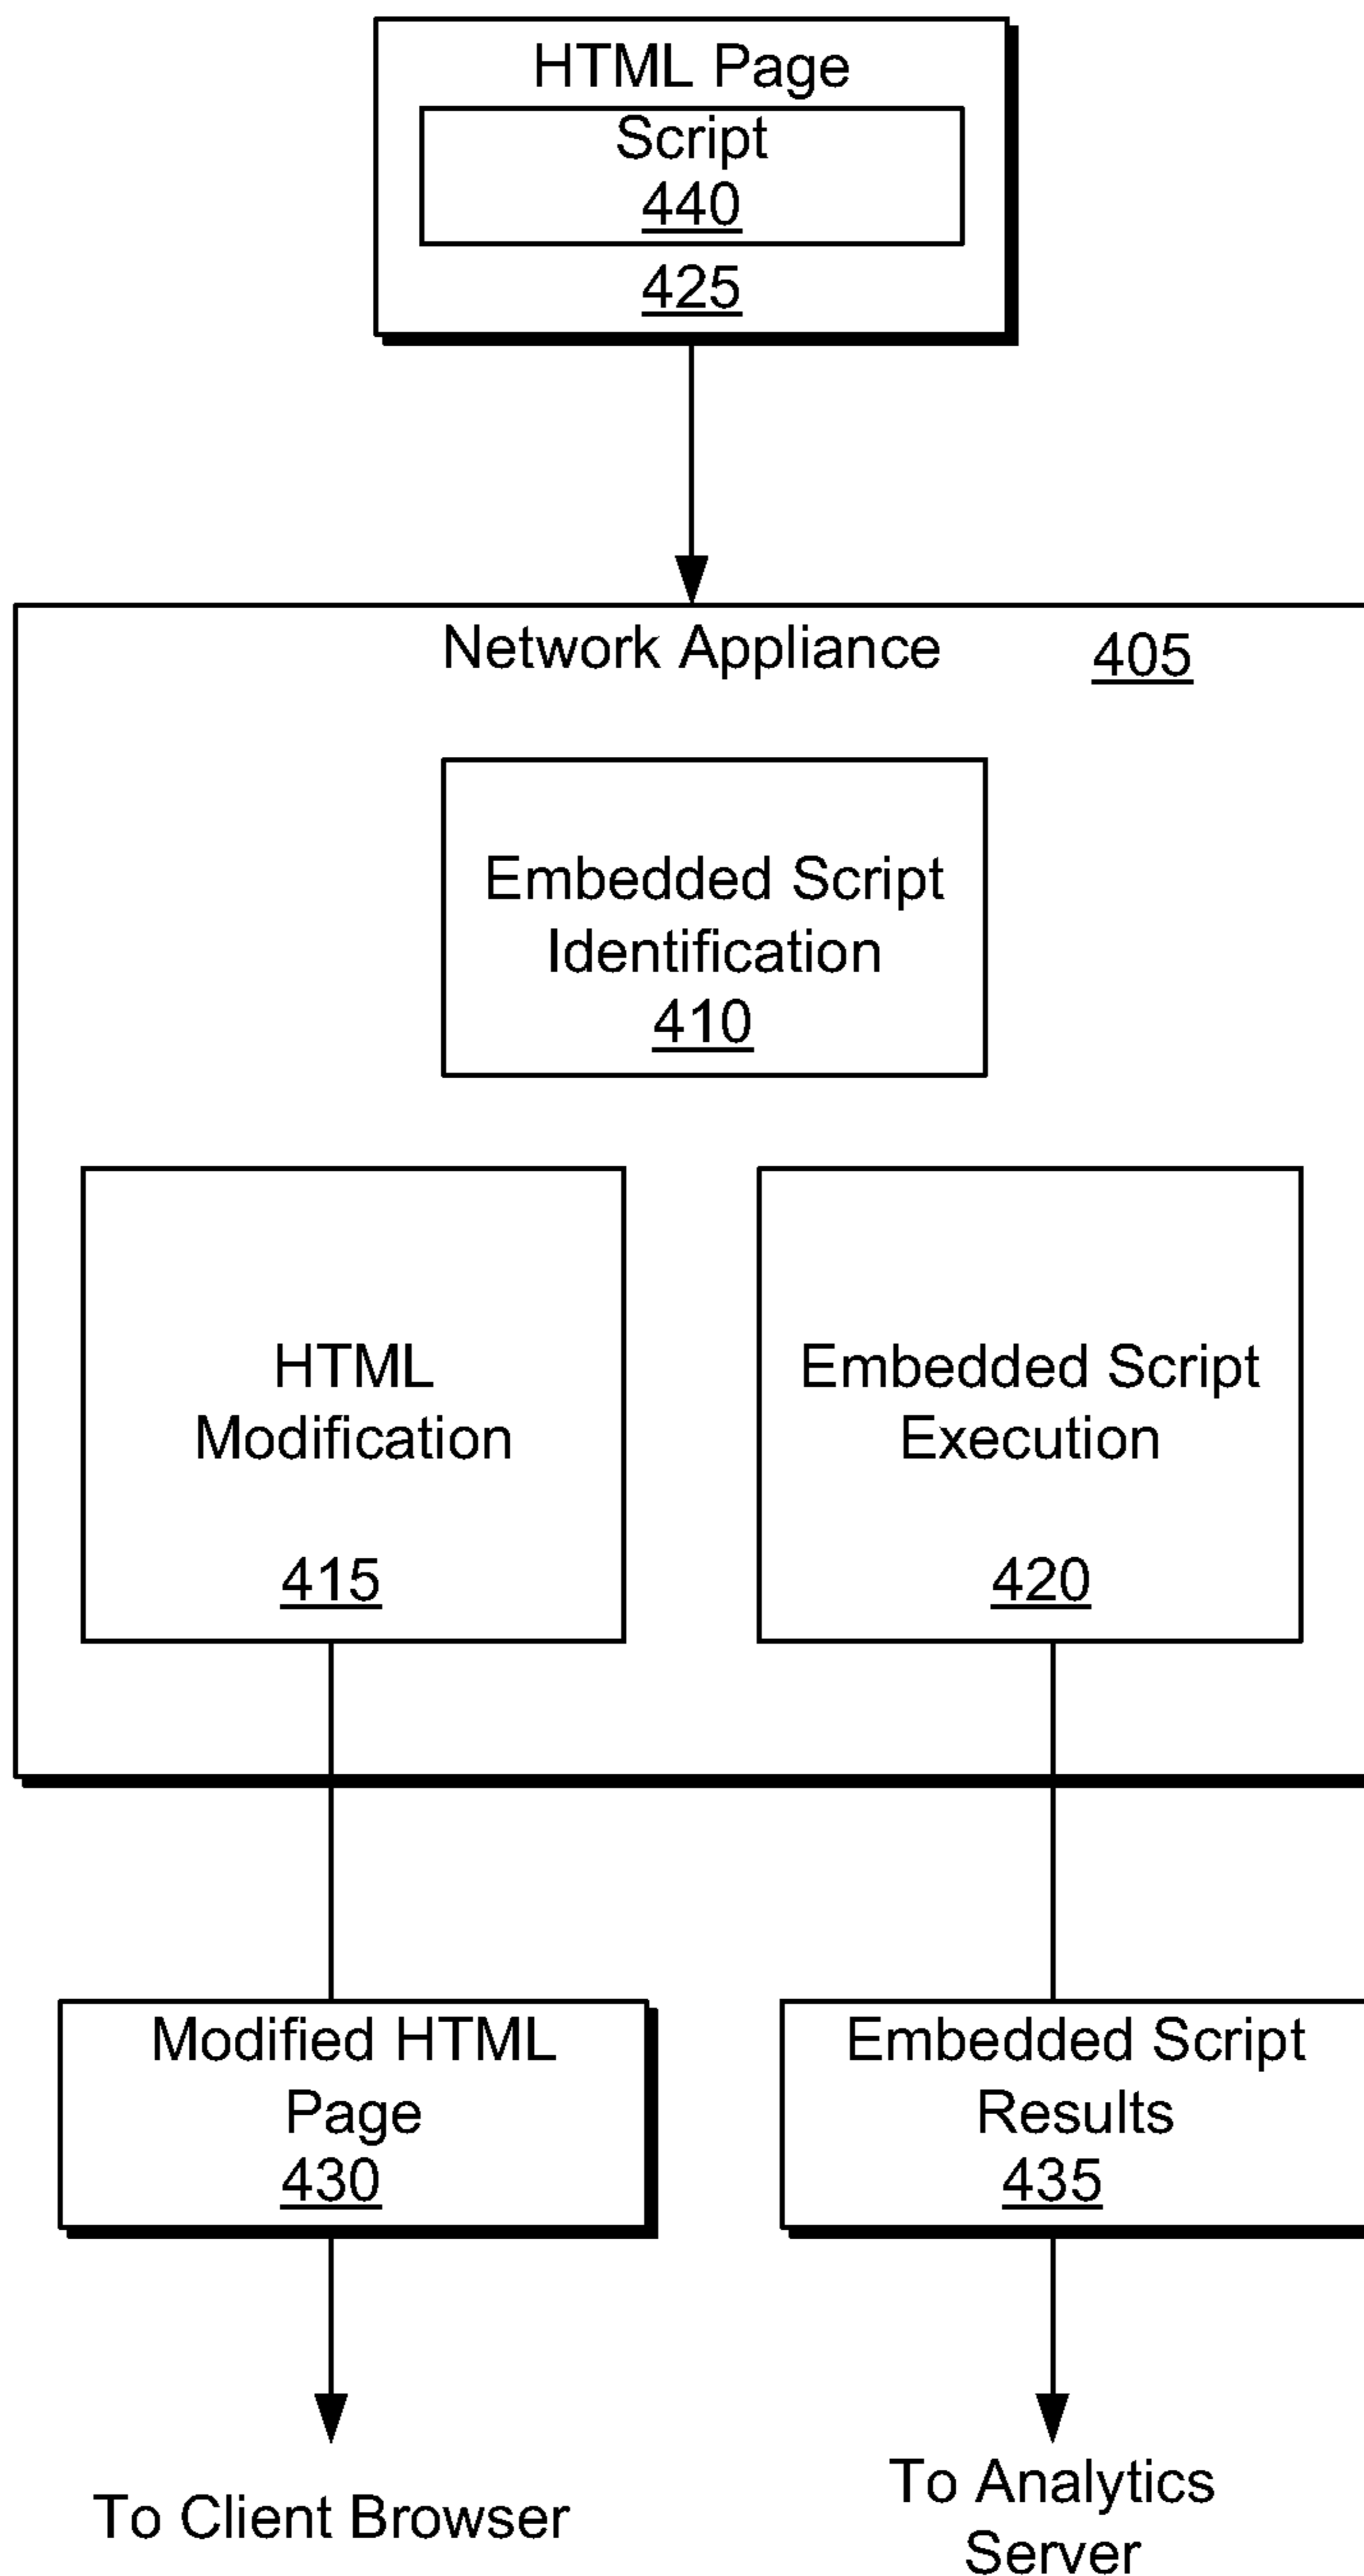 HTML Page
Script
440
425
Network Appliance 405
Embedded Script
Identification
410
HTML
Modification
415
Embedded Script
Execution
420
Modified HTML
Page
430
Embedded Script
Results
435
To Client Browser
To Analytics
Server